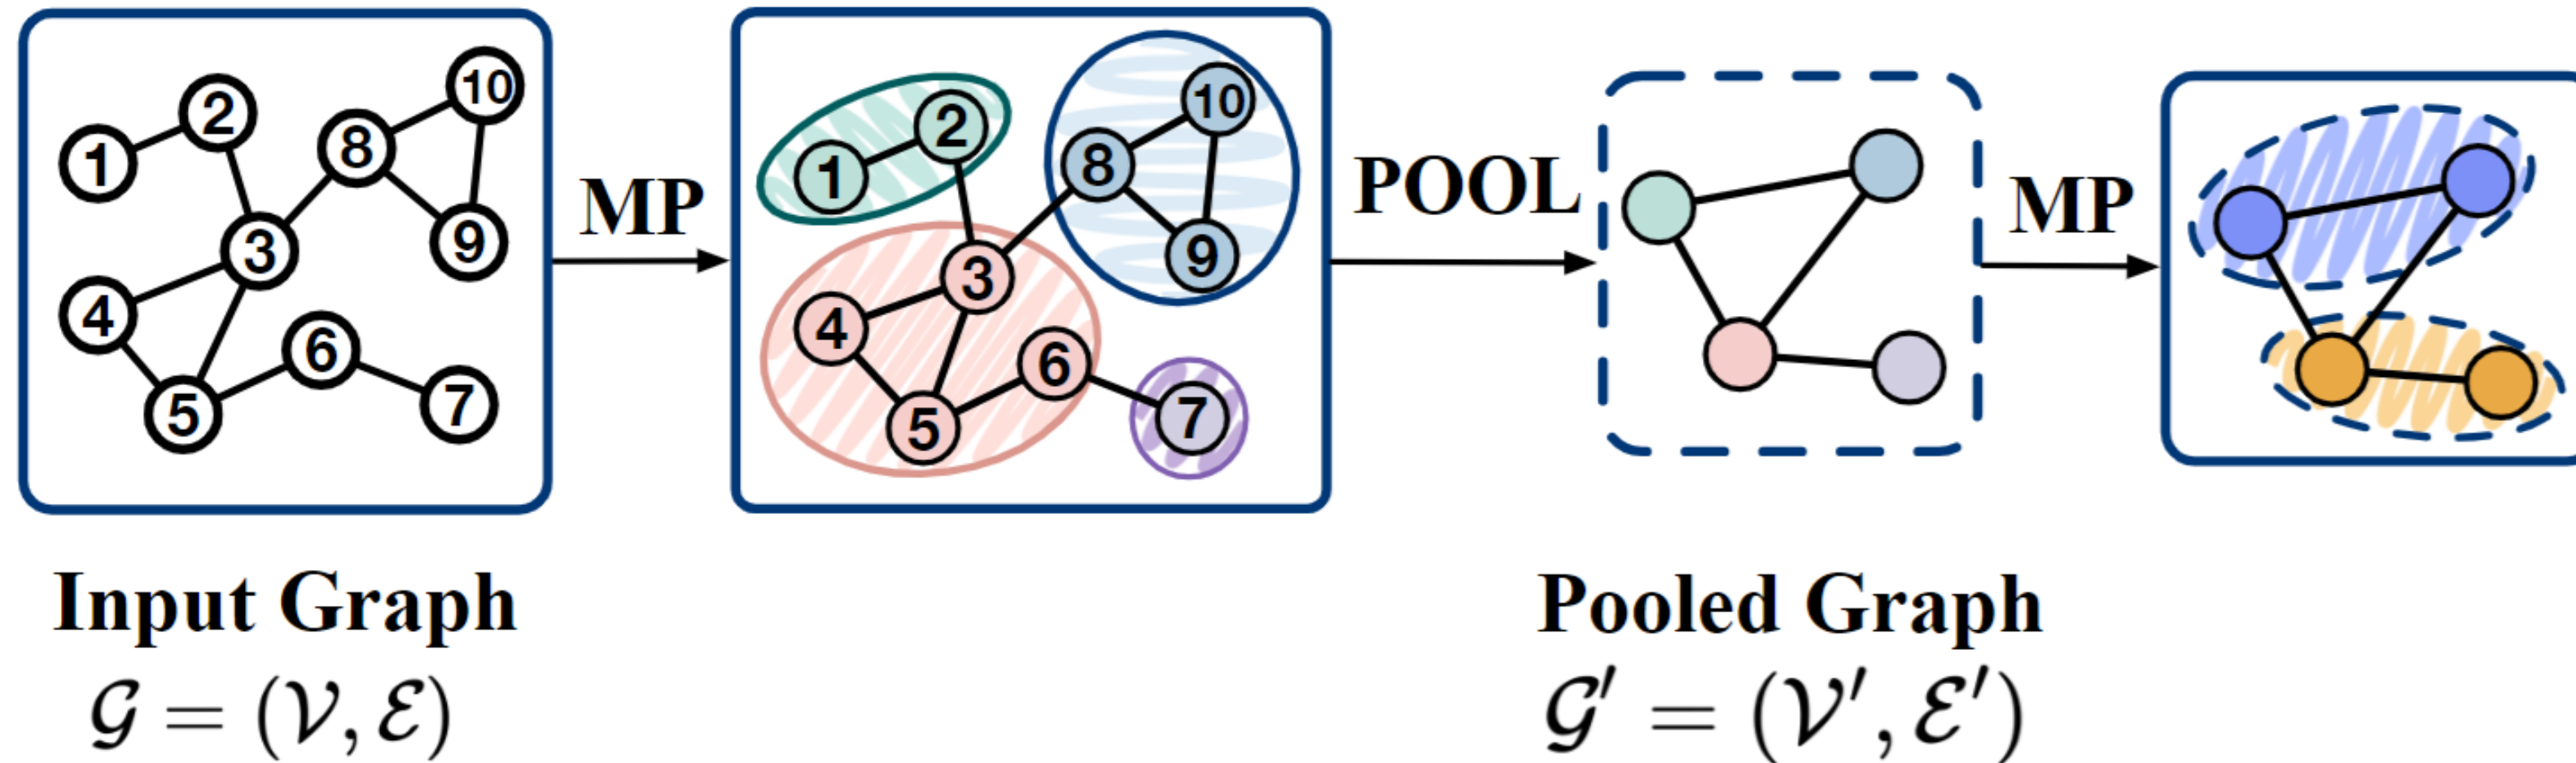 1 2 3 4 5 6 7 8 9 10
MP
1 2 3 4 5 6 7 8 9 10
POOL
MP
Input Graph
𝒢 = (𝒱, ℰ)
Pooled Graph
𝒢′ = (𝒱′, ℰ′)